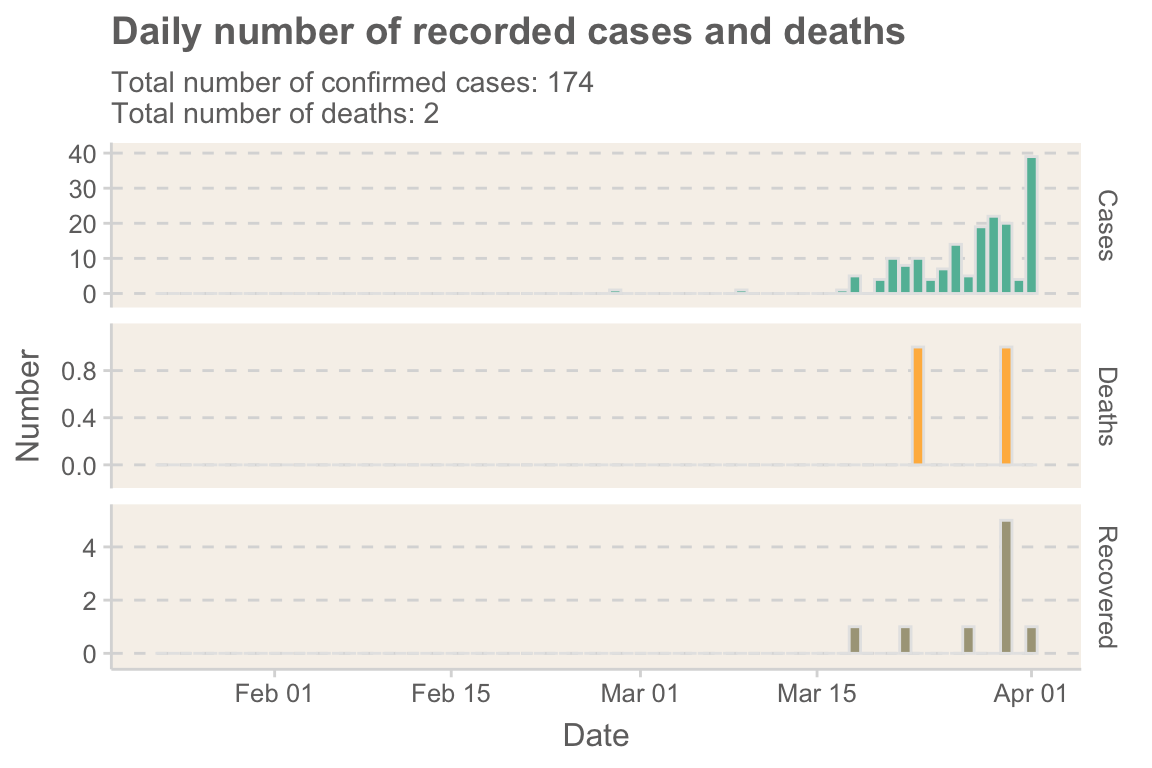 Daily number of recorded cases and deaths
Total number of confirmed cases: 174
Total number of deaths: 2
40
30
20
10
0
Cases
0.8
0.4
0.0
Deaths
4
2
0
Recovered
Number
Feb 01 Feb 15 Mar 01 Mar 15 Apr 01
Date